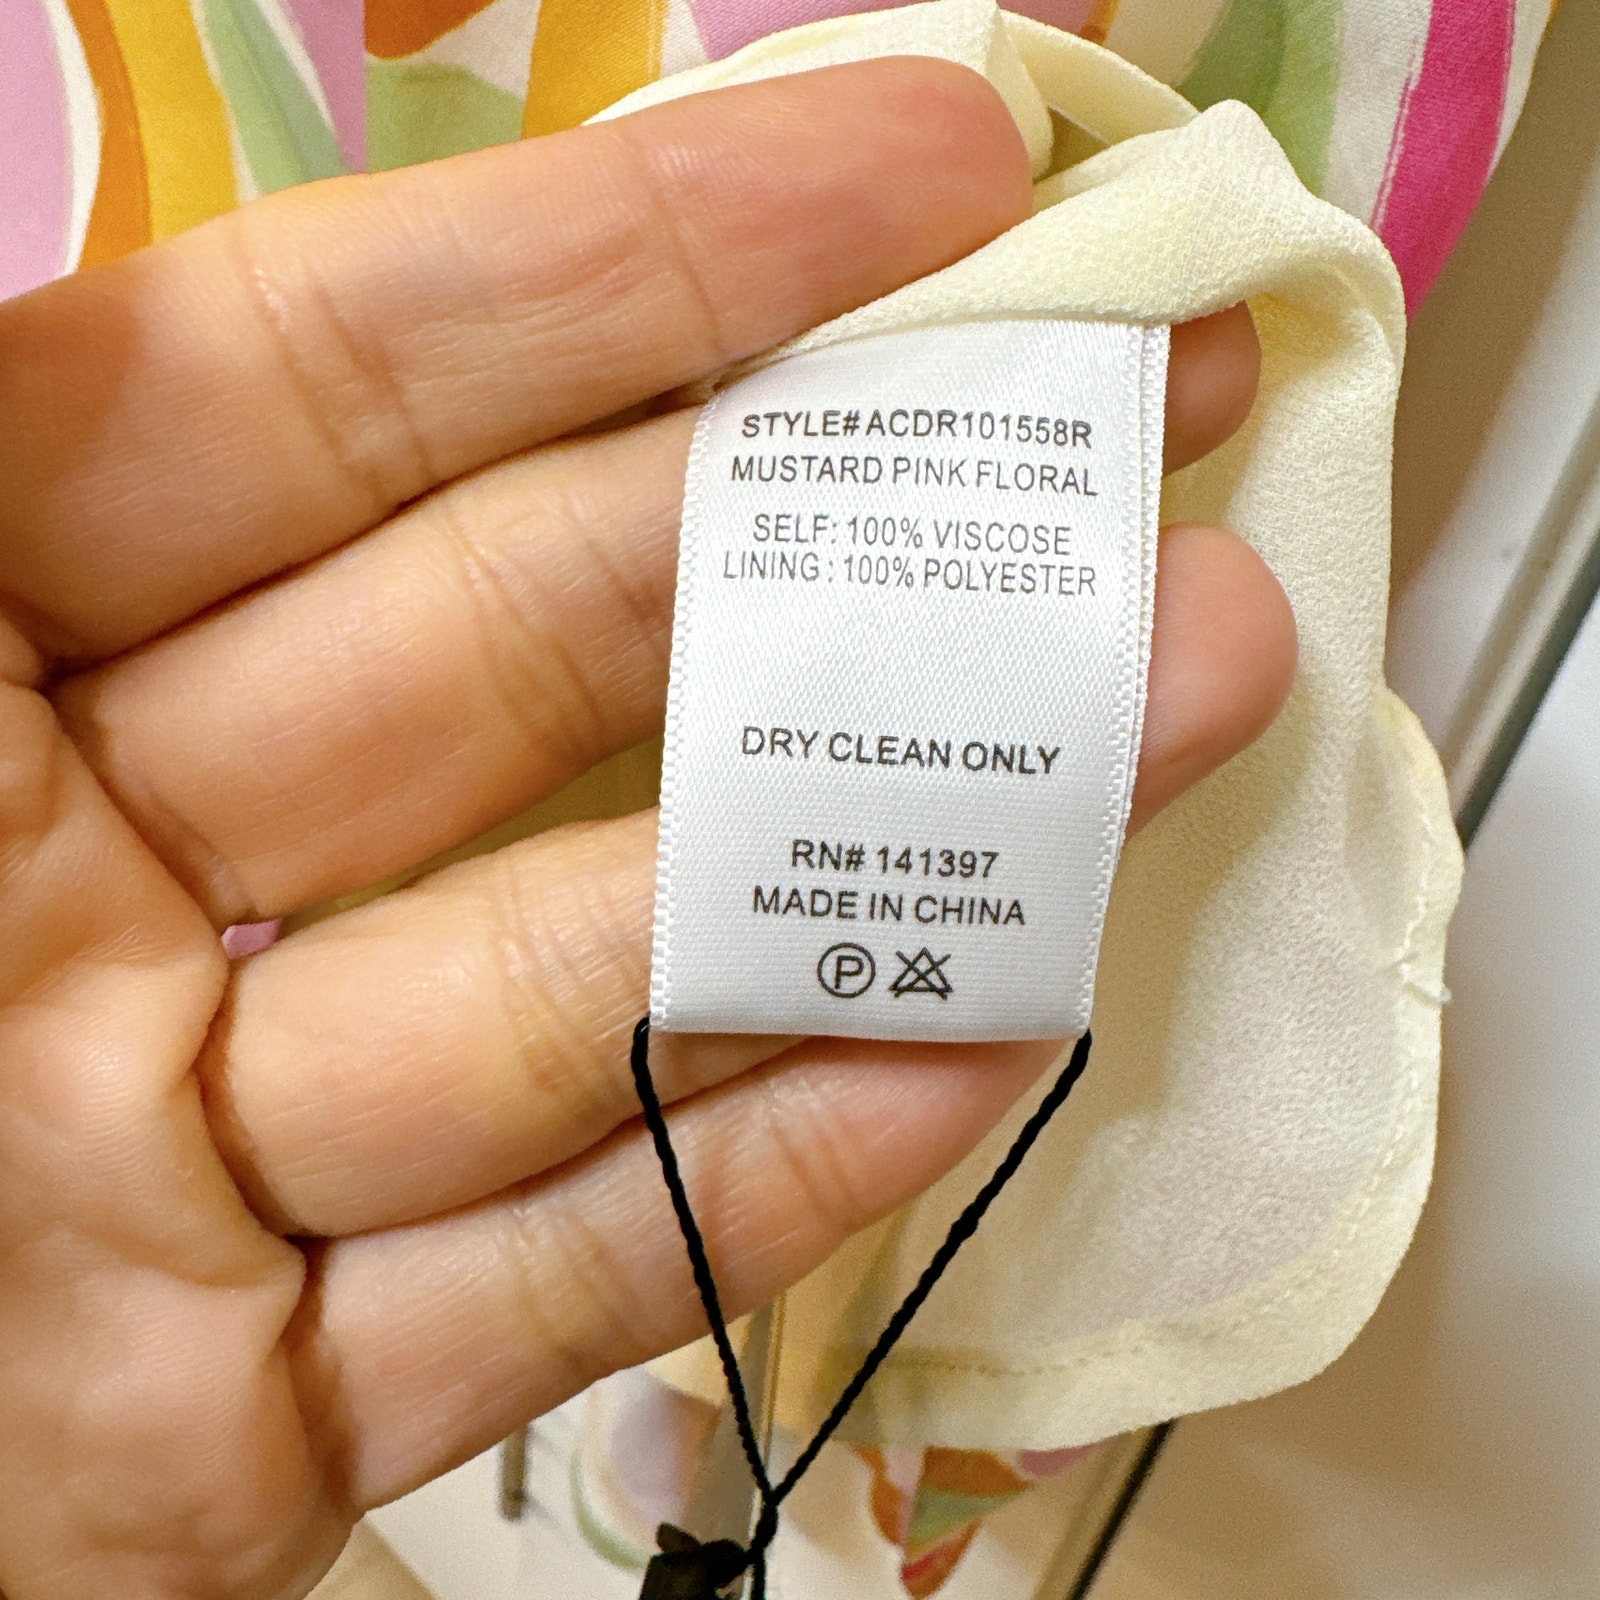 STYLE#ACDR101558R
MUSTARD PINK FLORAL
SELF: 100% VISCOSE
LINING: 100% POLYESTER
DRY CLEAN ONLY
RN# 141397
MADE IN CHINA
P